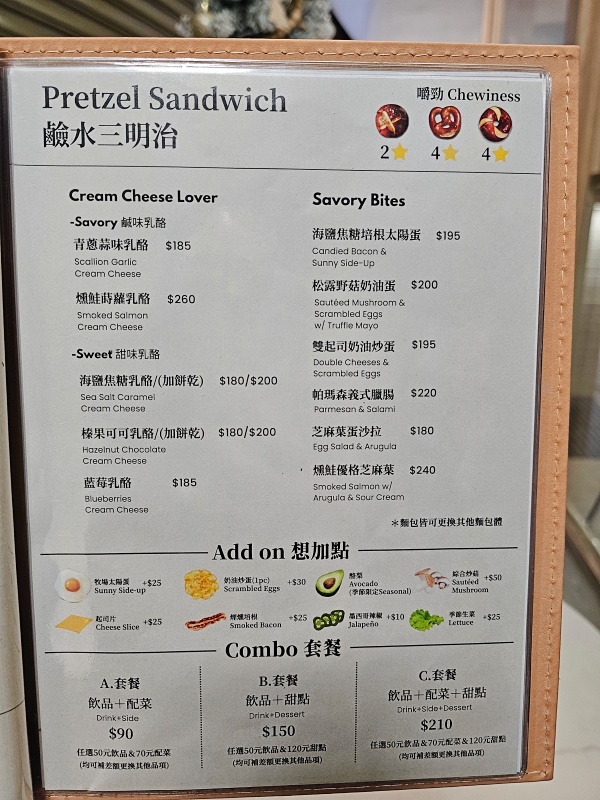 Pretzel Sandwich
鹼水三明治
嚼勁 Chewiness
2 4 4
Cream Cheese Lover
-Savory 鹹味乳酪
青蔥蒜味乳酪 $185
Scallion Garlic
Cream Cheese
燻鮭蒔蘿乳酪 $260
Smoked Salmon
Cream Cheese
-Sweet 甜味乳酪
海鹽焦糖乳酪/(加餅乾) $180/$200
Sea Salt Caramel
Cream Cheese
榛果可可乳酪/(加餅乾) $180/$200
Hazelnut Chocolate
Cream Cheese
藍莓乳酪 $185
Blueberries
Cream Cheese
Savory Bites
海鹽焦糖培根太陽蛋 $195
Candied Bacon &
Sunny Side-Up
松露野菇奶油蛋 $200
Sautéed Mushroom &
Scrambled Eggs
w/ Truffle Mayo
雙起司奶油炒蛋 $195
Double Cheeses &
Scrambled Eggs
帕瑪森義式臘腸 $220
Parmesan & Salami
芝麻葉蛋沙拉 $180
Egg Salad & Arugula
燻鮭優格芝麻葉 $240
Smoked Salmon w/
Arugula & Sour Cream
＊麵包皆可更換其他麵包體
Add on 想加點
牧場太陽蛋 +$25
Sunny Side-up
奶油炒蛋(1pc) +$30
Scrambled Eggs
酪梨
Avocado
(季節限定Seasonal)
綜合炒菇 +$50
Sautéed
Mushroom
起司片 +$25
Cheese Slice
煙燻培根 +$25
Smoked Bacon
墨西哥辣椒 +$10
Jalapeño
季節生菜 +$25
Lettuce
Combo 套餐
A.套餐
飲品＋配菜
Drink+Side
$90
任選50元飲品＆70元配菜
(均可補差額更換其他品項)
B.套餐
飲品＋甜點
Drink+Dessert
$150
任選50元飲品＆120元甜點
(均可補差額更換其他品項)
C.套餐
飲品＋配菜＋甜點
Drink+Side+Dessert
$210
任選50元飲品＆70元配菜＆120元甜點
(均可補差額更換其他品項)